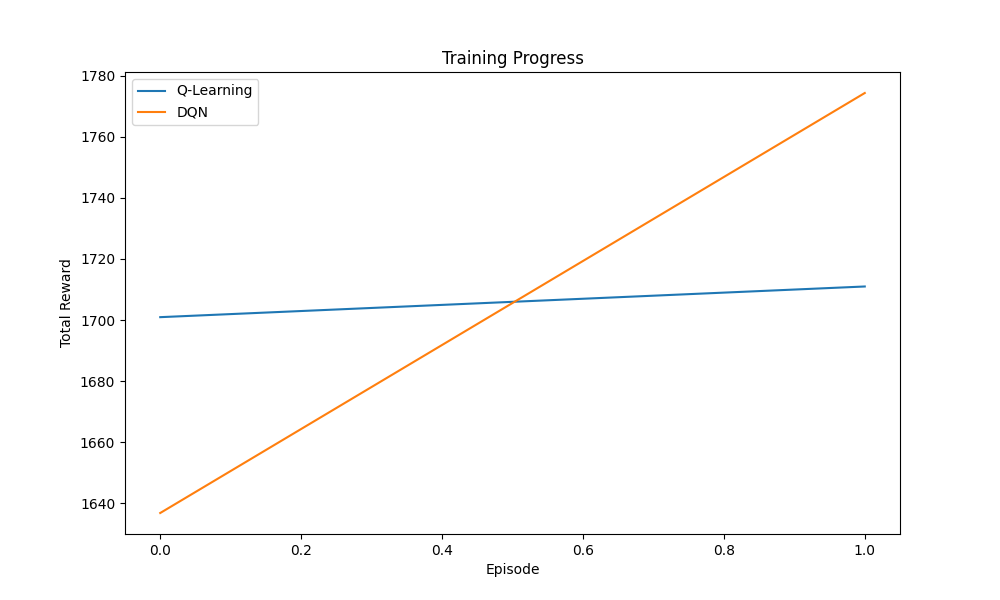 Training Progress
Q-Learning
DQN
Total Reward
1780
1760
1740
1720
1700
1680
1660
1640
0.0 0.2 0.4 0.6 0.8 1.0
Episode